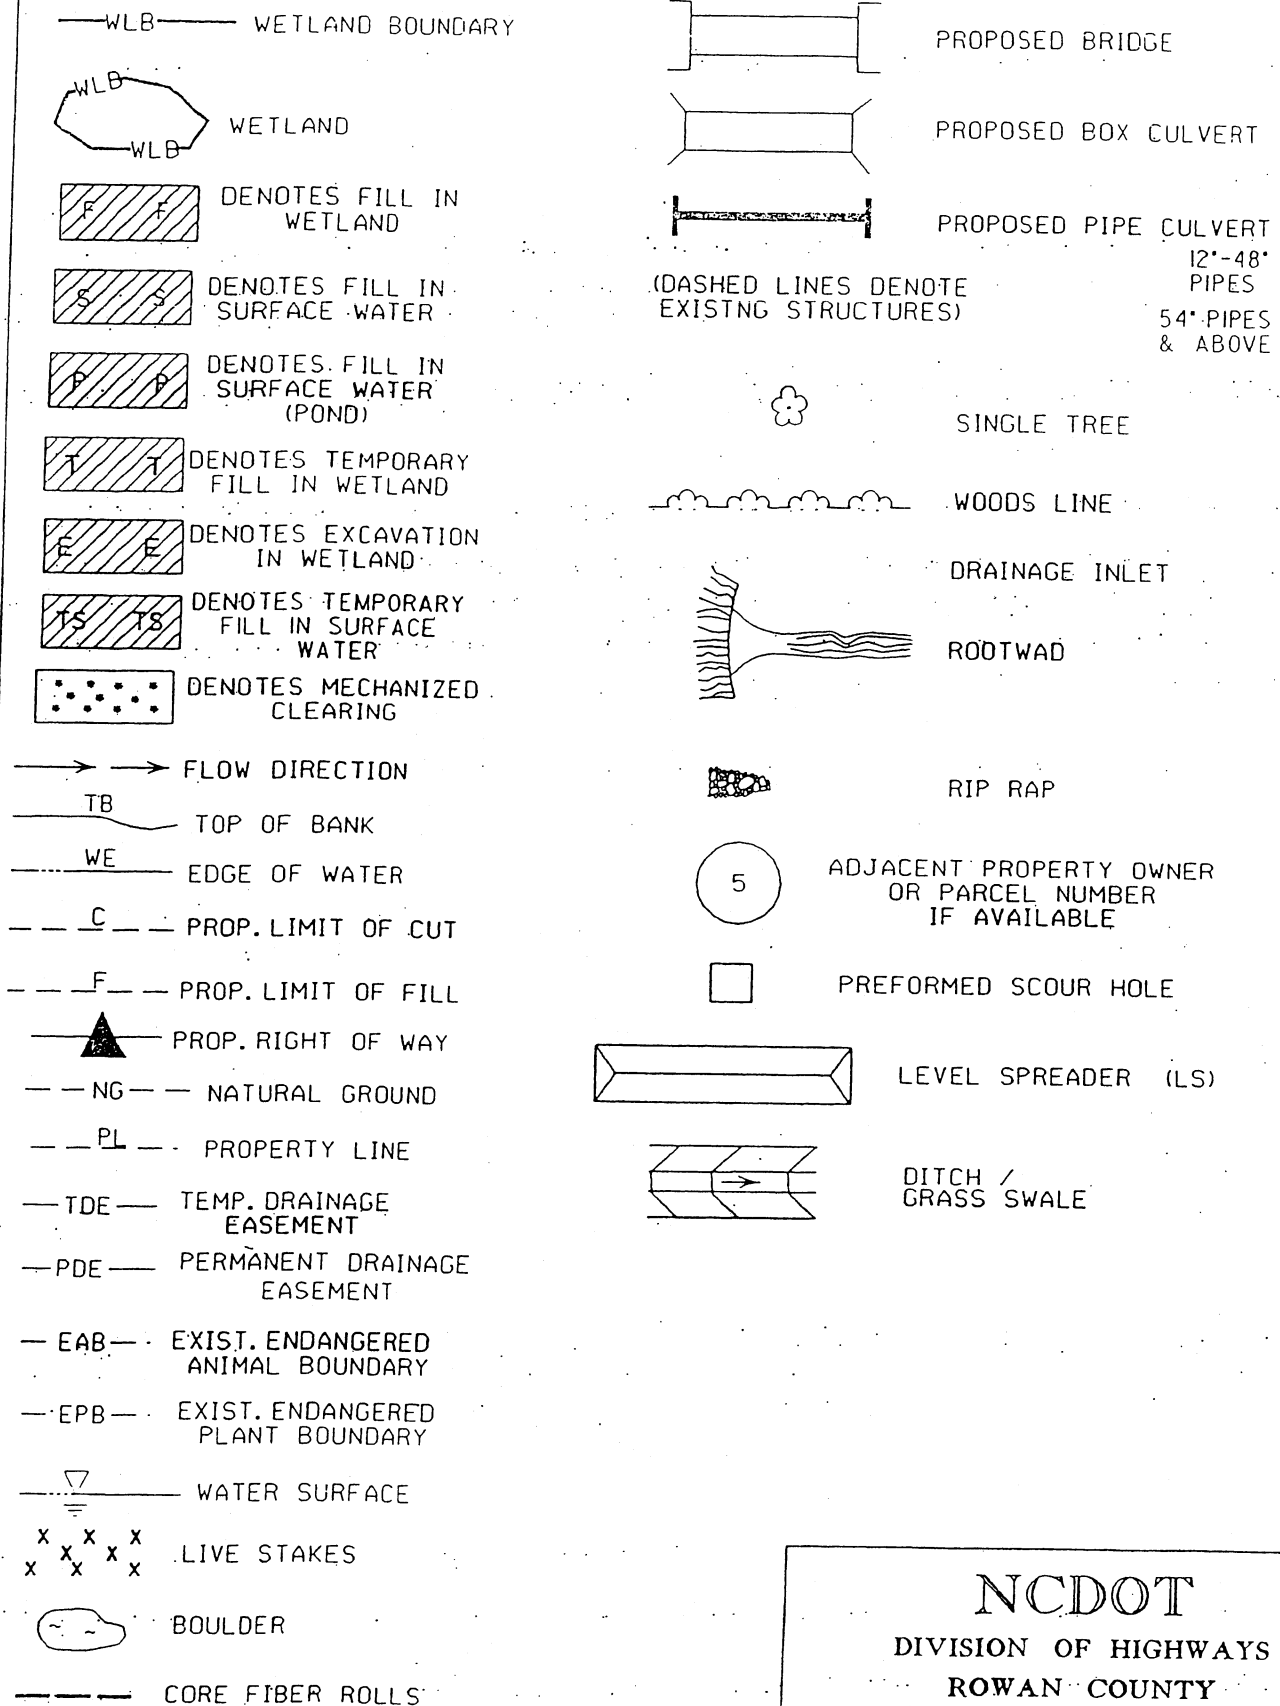 WLB WETLAND BOUNDARY
WLB
WETLAND
WLB
F F
DENOTES FILL IN
WETLAND
S S
DENOTES FILL IN
SURFACE WATER
P P
DENOTES FILL IN
SURFACE WATER
(POND)
T T
DENOTES TEMPORARY
FILL IN WETLAND
E E
DENOTES EXCAVATION
IN WETLAND
TS TS
DENOTES TEMPORARY
FILL IN SURFACE
WATER
DENOTES MECHANIZED
CLEARING
FLOW DIRECTION
TB
TOP OF BANK
WE
EDGE OF WATER
C
PROP. LIMIT OF CUT
F
PROP. LIMIT OF FILL
PROP. RIGHT OF WAY
NG NATURAL GROUND
PL
PROPERTY LINE
TDE TEMP. DRAINAGE
EASEMENT
PDE PERMANENT DRAINAGE
EASEMENT
EAB EXIST. ENDANGERED
ANIMAL BOUNDARY
EPB EXIST. ENDANGERED
PLANT BOUNDARY
WATER SURFACE
X X X
X X
X X X
LIVE STAKES
BOULDER
CORE FIBER ROLLS
PROPOSED BRIDGE
PROPOSED BOX CULVERT
PROPOSED PIPE CULVERT
12"-48"
PIPES
54" PIPES
& ABOVE
(DASHED LINES DENOTE
EXISTNG STRUCTURES)
SINGLE TREE
WOODS LINE
DRAINAGE INLET
ROOTWAD
RIP RAP
5
ADJACENT PROPERTY OWNER
OR PARCEL NUMBER
IF AVAILABLE
PREFORMED SCOUR HOLE
LEVEL SPREADER (LS)
DITCH /
GRASS SWALE
NCDOT
DIVISION OF HIGHWAYS
ROWAN COUNTY